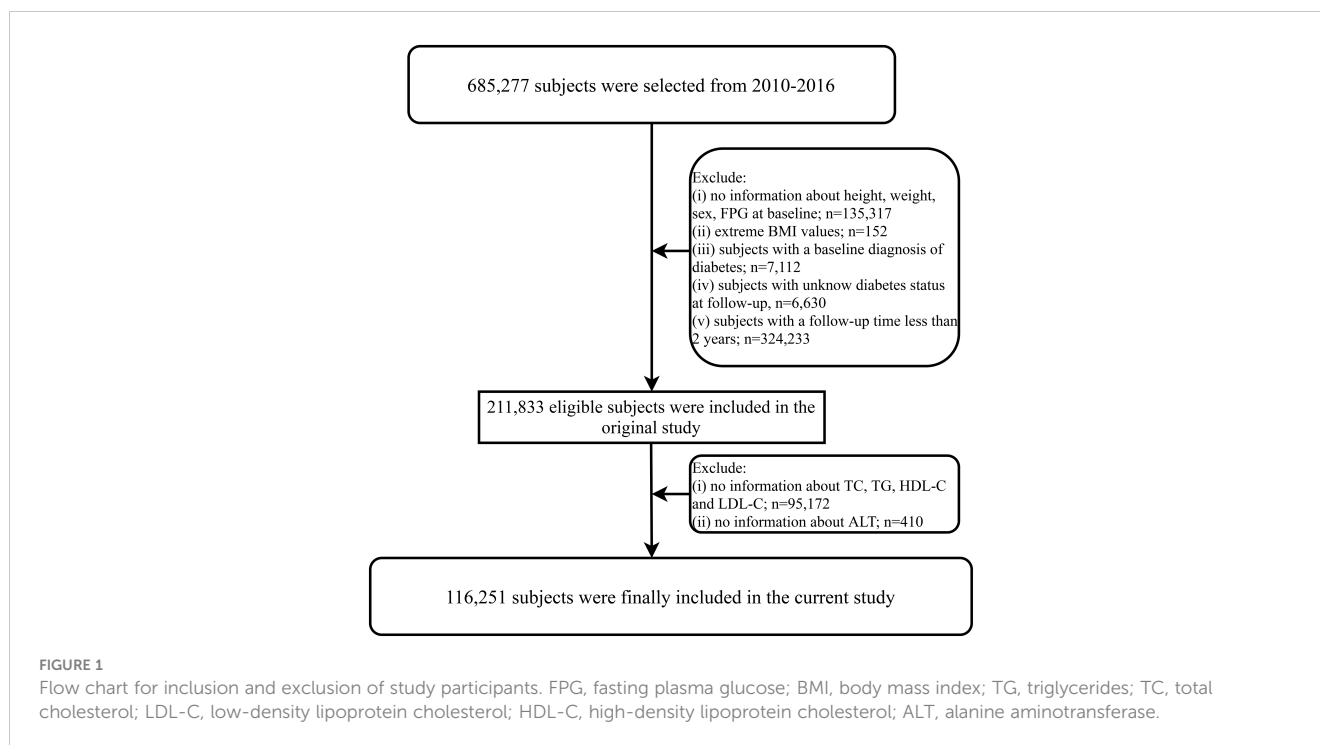 685,277 subjects were selected from 2010-2016
Exclude:
(i) no information about height, weight,
sex, FPG at baseline; n=135,317
(ii) extreme BMI values; n=152
(iii) subjects with a baseline diagnosis of
diabetes; n=7,112
(iv) subjects with unknow diabetes status
at follow-up, n=6,630
(v) subjects with a follow-up time less than
2 years; n=324,233
211,833 eligible subjects were included in the
original study
Exclude:
(i) no information about TC, TG, HDL-C
and LDL-C; n=95,172
(ii) no information about ALT; n=410
116,251 subjects were finally included in the current study
FIGURE 1
Flow chart for inclusion and exclusion of study participants. FPG, fasting plasma glucose; BMI, body mass index; TG, triglycerides; TC, total
cholesterol; LDL-C, low-density lipoprotein cholesterol; HDL-C, high-density lipoprotein cholesterol; ALT, alanine aminotransferase.